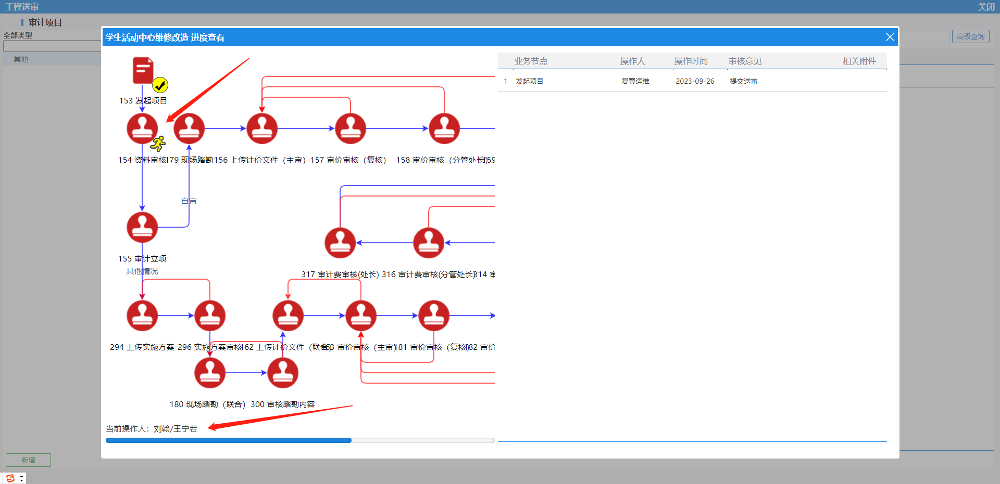 工程送审
关闭
审计项目
全部类型
高级查询
其他
学生活动中心维修改造 进度查看
业务节点 操作人 操作时间 审核意见 相关附件
1 发起项目 复翼运维 2023-09-26 提交送审
153 发起项目
154 资料审核
179 现场踏勘
156 上传计价文件（主审）
157 审价审核（复核）
158 审价审核（分管处长）
159
自审
155 审计立项
其他情况
317 审计费审核(处长)
316 审计费审核(分管处长)
314 审
294 上传实施方案
296 实施方案审核
162 上传计价文件（联合）
163 审价审核（主审）
181 审价审核（复核）
182 审价
180 现场踏勘（联合）
300 审核踏勘内容
当前操作人：刘翰/王宁若
新增